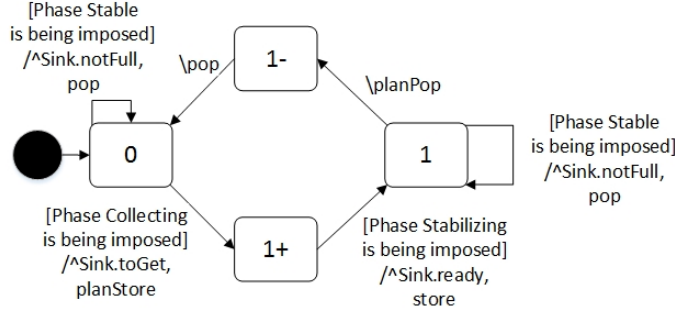 [Phase Stable
is being imposed]
/^Sink.notFull,
pop
\pop
1-
\planPop
0
1
[Phase Stable
is being imposed]
/^Sink.notFull,
pop
[Phase Collecting
is being imposed]
/^Sink.toGet,
planStore
1+
[Phase Stabilizing
is being imposed]
/^Sink.ready,
store